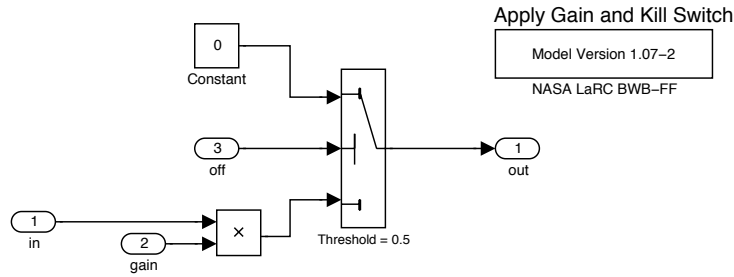 Apply Gain and Kill Switch
Model Version 1.07−2
NASA LaRC BWB−FF
0
Constant
3
off
1
out
1
in
2
gain
×
Threshold = 0.5